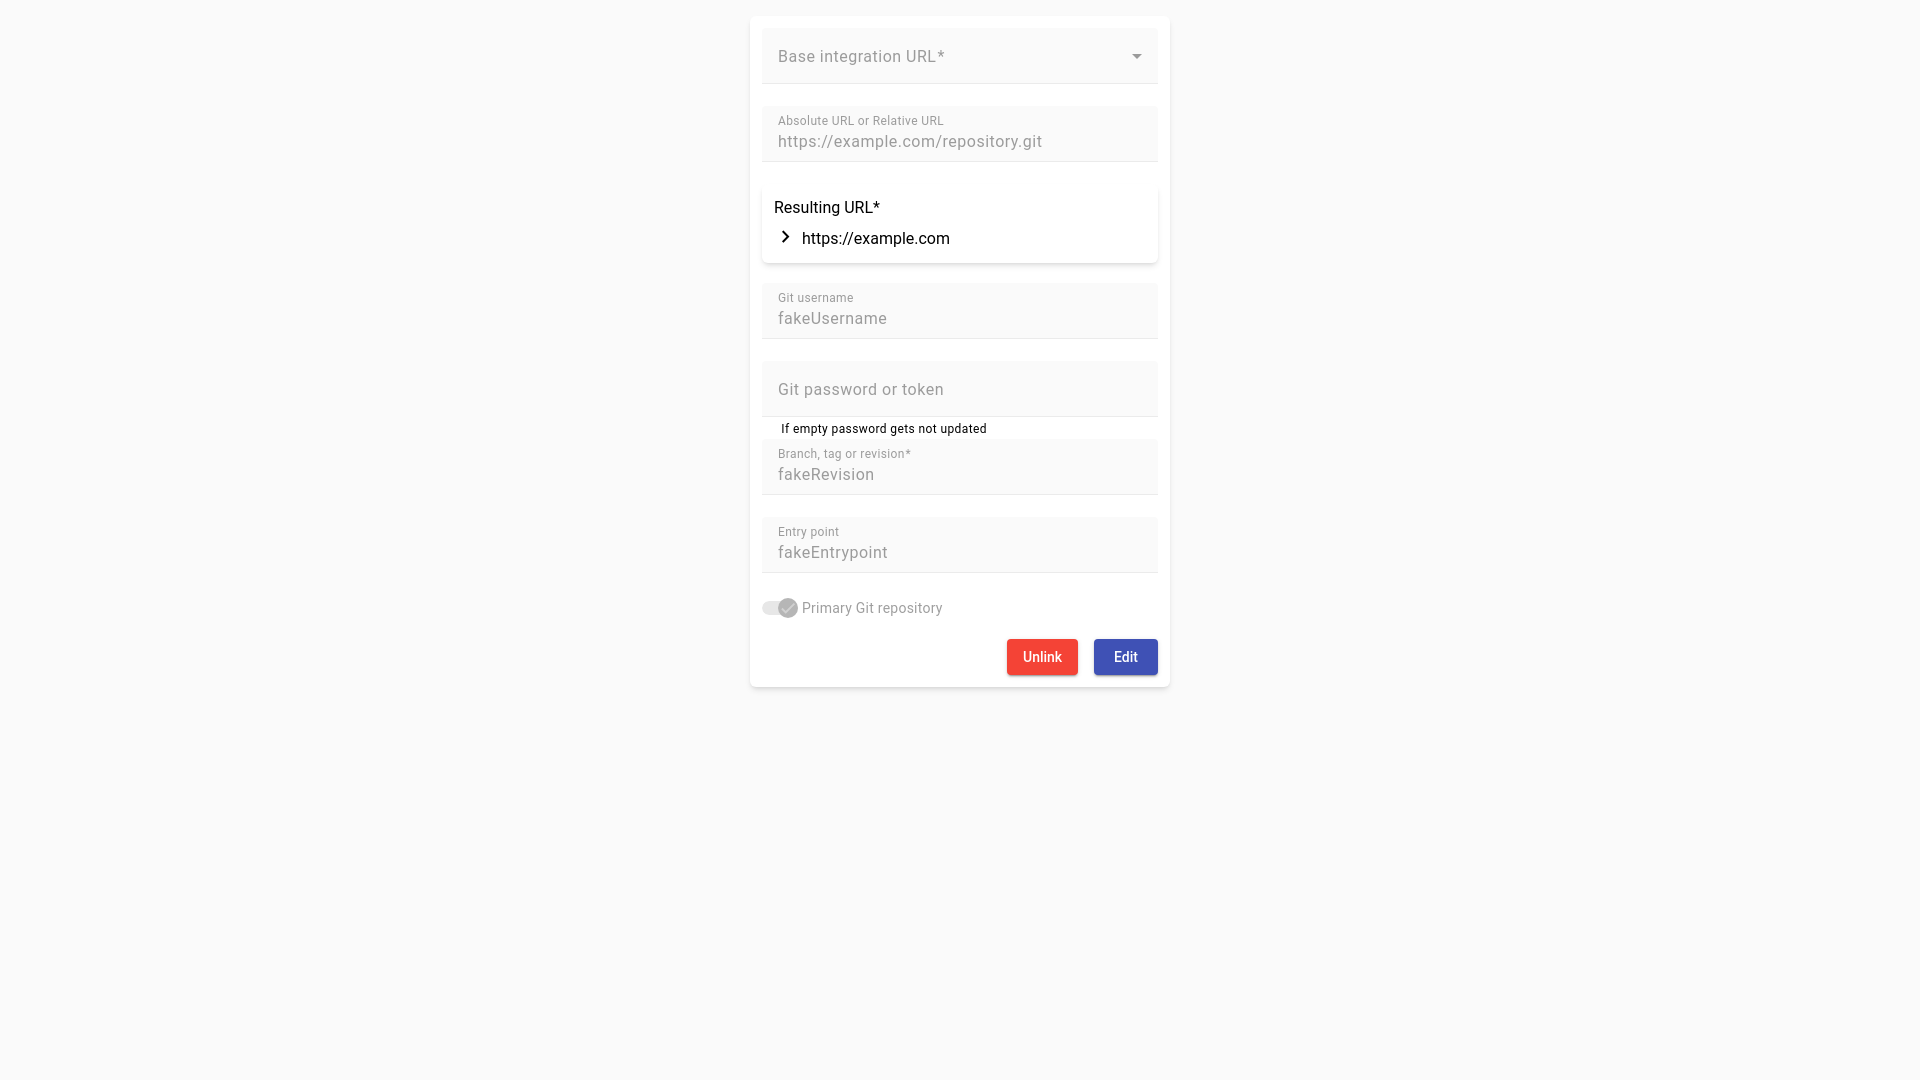 Base integration URL*
Absolute URL or Relative URL
https://example.com/repository.git
Resulting URL*
https://example.com
Git username
fakeUsername
Git password or token
If empty password gets not updated
Branch, tag or revision*
fakeRevision
Entry point
fakeEntrypoint
Primary Git repository
Unlink
Edit